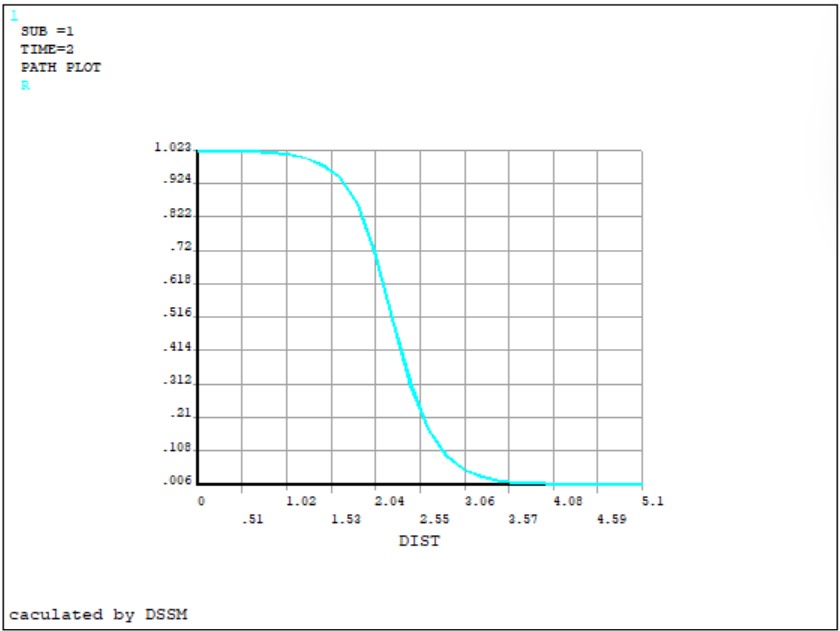 1
SUB =1
TIME=2
PATH PLOT
R
1.023
.924
.822
.72
.618
.516
.414
.312
.21
.108
.006
0 1.02 2.04 3.06 4.08 5.1
.51 1.53 2.55 3.57 4.59
DIST
caculated by DSSM